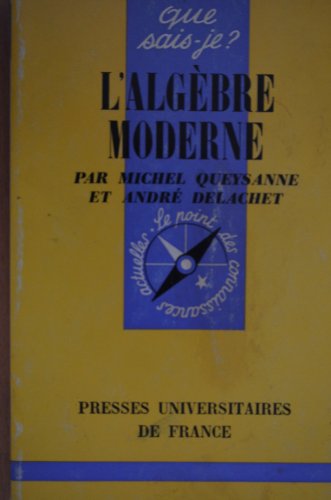 que
sais-je?
L'ALGÈBRE
MODERNE
PAR MICHEL QUEYSANNE
ET ANDRÉ DELACHET
le point des connaissances actuelles
PRESSES UNIVERSITAIRES
DE FRANCE